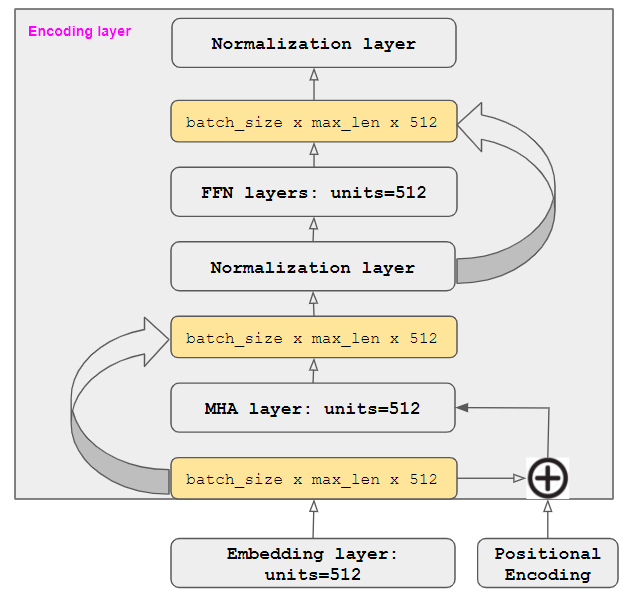 Encoding layer
Normalization layer
batch_size x max_len x 512
FFN layers: units=512
Normalization layer
batch_size x max_len x 512
MHA layer: units=512
batch_size x max_len x 512
Embedding layer:
units=512
Positional
Encoding